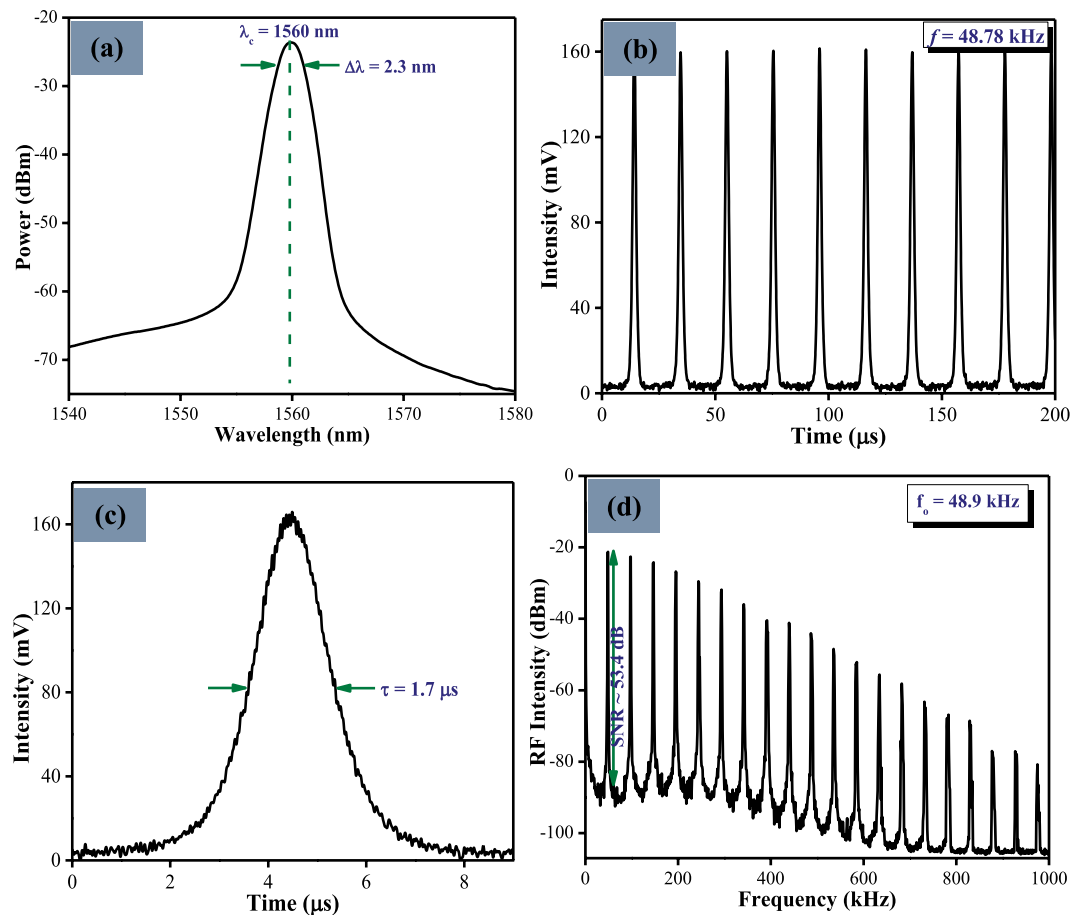 (a)
λc = 1560 nm
Δλ = 2.3 nm
Power (dBm)
-20
-30
-40
-50
-60
-70
1540
1550
1560
1570
1580
Wavelength (nm)
(b)
f = 48.78 kHz
Intensity (mV)
160
120
80
40
0
0
50
100
150
200
Time (μs)
(c)
τ = 1.7 μs
Intensity (mV)
160
120
80
40
0
0
2
4
6
8
Time (μs)
(d)
fo = 48.9 kHz
SNR ~ 53.4 dB
RF Intensity (dBm)
0
-20
-40
-60
-80
-100
0
200
400
600
800
1000
Frequency (kHz)